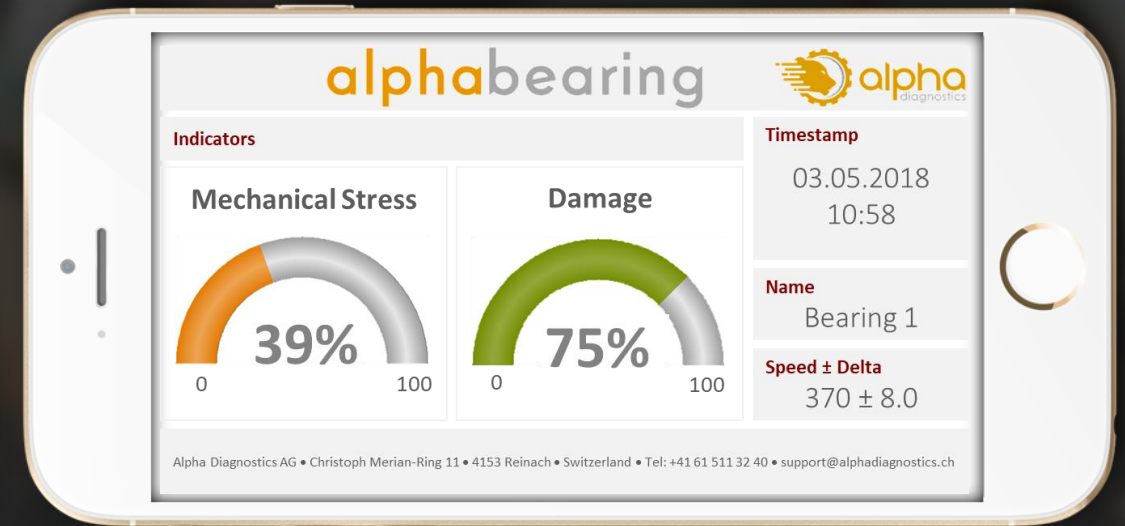 alphabearing
alpha
diagnostics
Indicators
Mechanical Stress
39%
0
100
Damage
75%
0
100
Timestamp
03.05.2018
10:58
Name
Bearing 1
Speed ± Delta
370 ± 8.0
Alpha Diagnostics AG • Christoph Merian-Ring 11 • 4153 Reinach • Switzerland • Tel: +41 61 511 32 40 • support@alphadiagnostics.ch